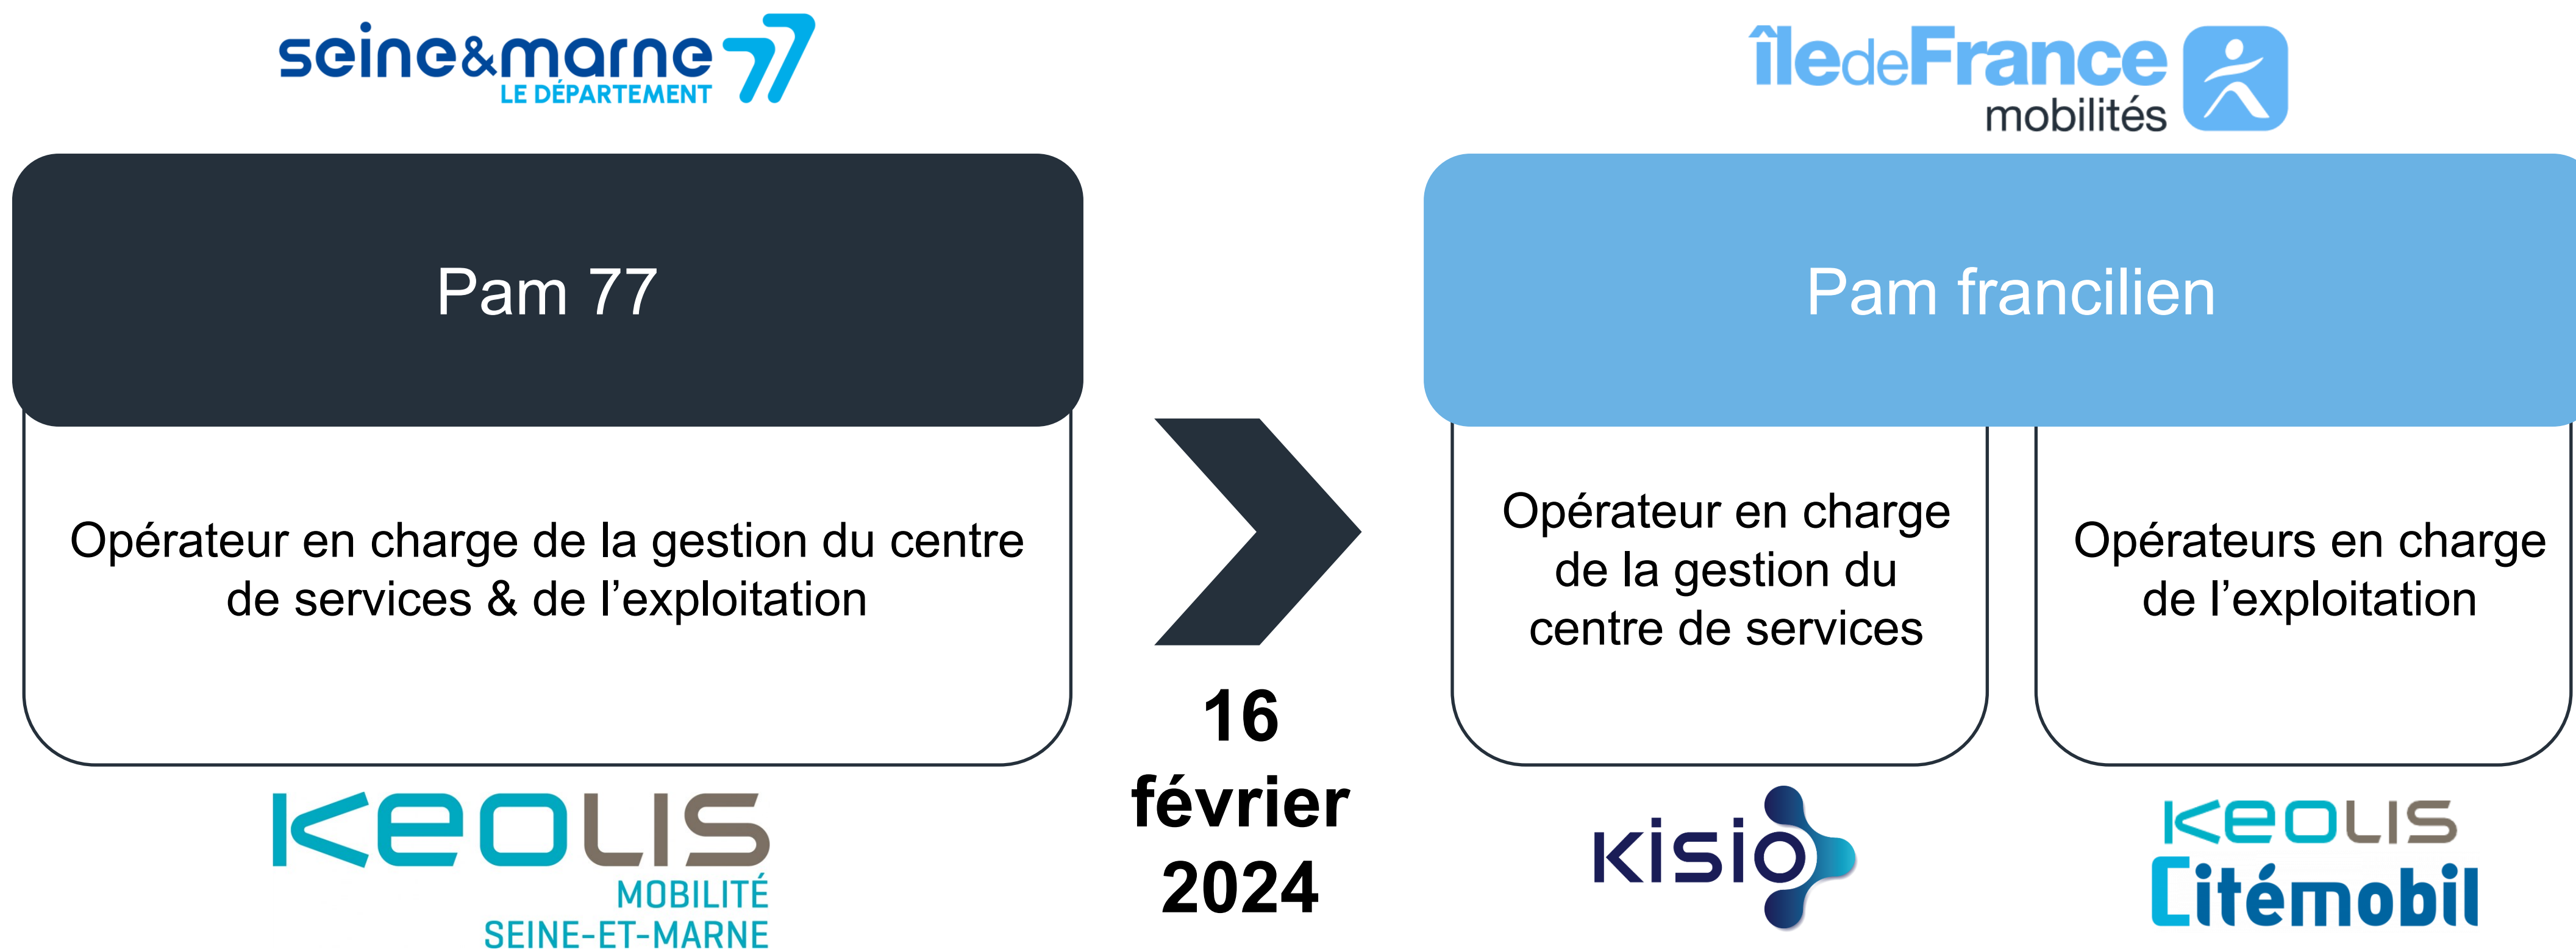 seine&marne 77
LE DÉPARTEMENT
îledeFrance
mobilités
Pam 77
Pam francilien
Opérateur en charge de la gestion du centre
de services & de l’exploitation
Opérateur en charge
de la gestion du
centre de services
Opérateurs en charge
de l’exploitation
16
février
2024
KEOLIS
MOBILITÉ
SEINE-ET-MARNE
kisio
KEOLIS
Citémobil